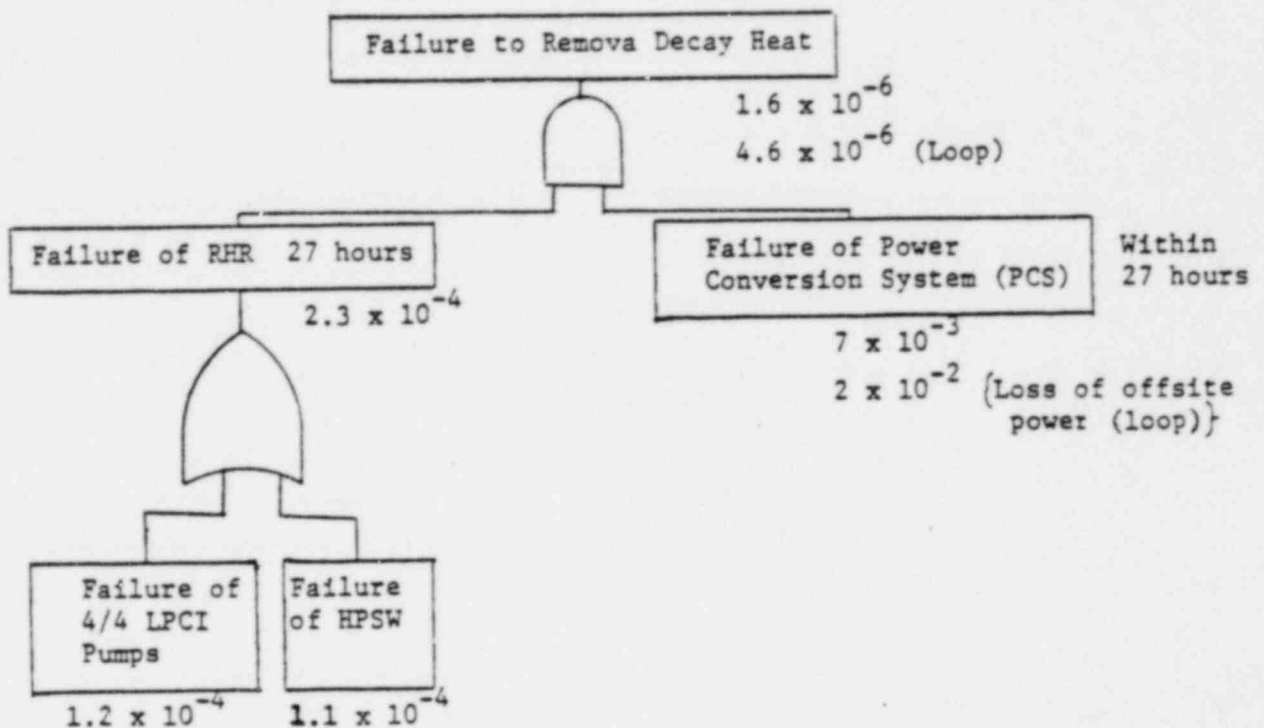 Failure to Remova Decay Heat
1.6 x 10^-6
4.6 x 10^-6 (Loop)
Failure of RHR 27 hours
2.3 x 10^-4
Failure of Power
Conversion System (PCS)
Within
27 hours
7 x 10^-3
2 x 10^-2 {Loss of offsite
power (loop)}
Failure of
4/4 LPCI
Pumps
1.2 x 10^-4
Failure
of HPSW
1.1 x 10^-4